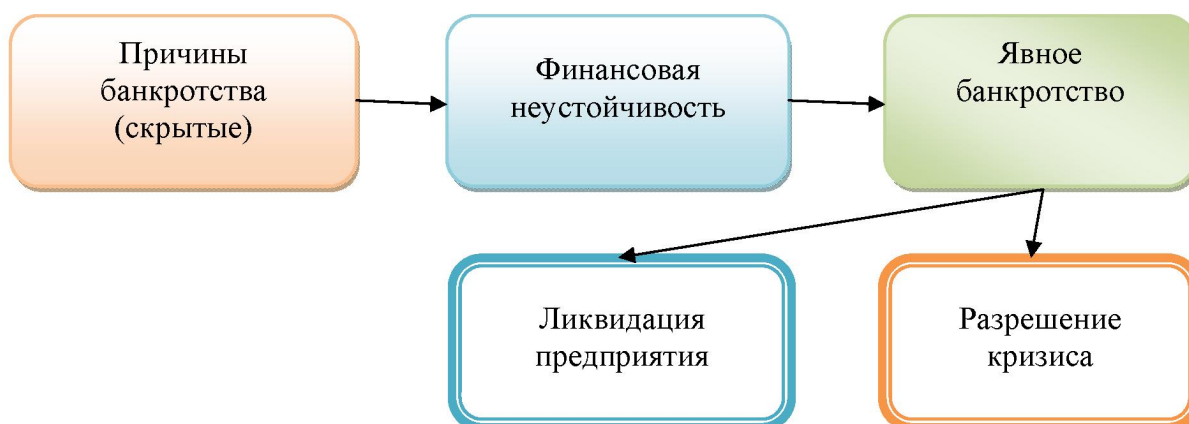 Причины
банкротства
(скрытые)
Финансовая
неустойчивость
Явное
банкротство
Ликвидация
предприятия
Разрешение
кризиса